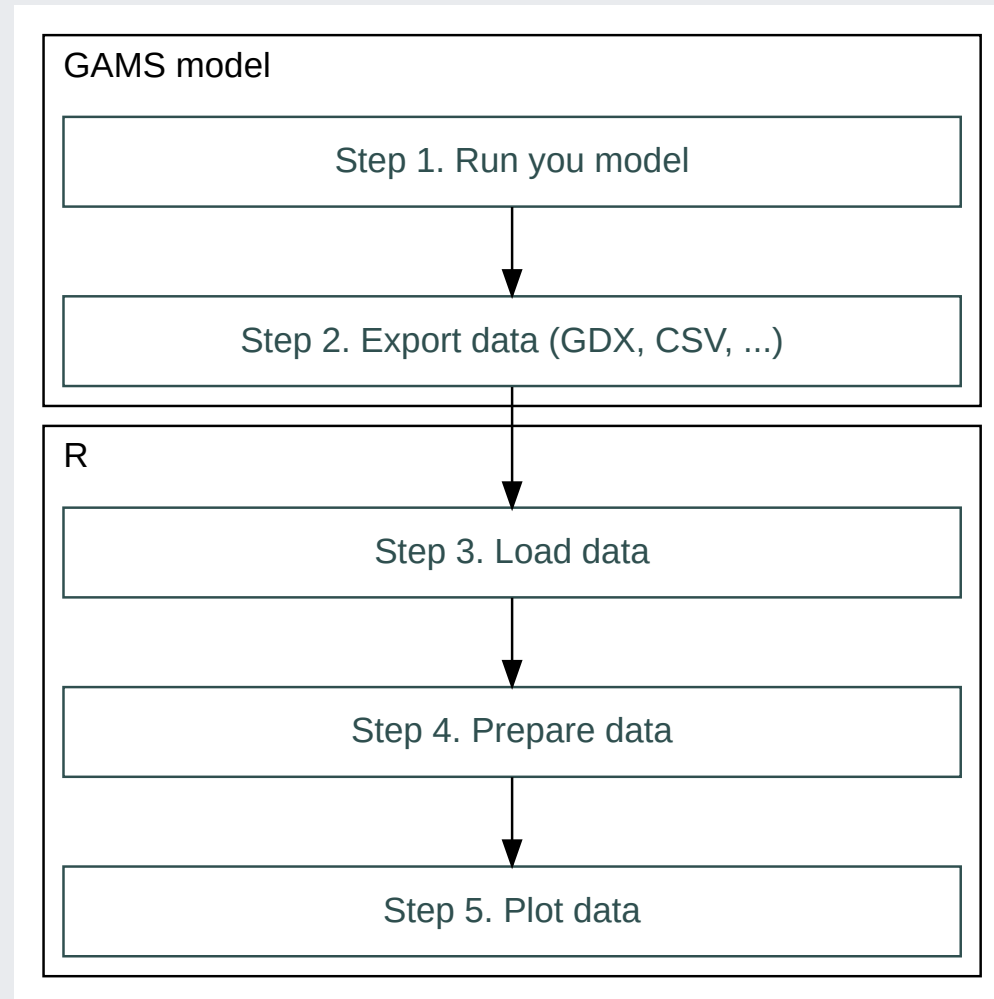 GAMS model
Step 1. Run you model
Step 2. Export data (GDX, CSV, ...)
R
Step 3. Load data
Step 4. Prepare data
Step 5. Plot data